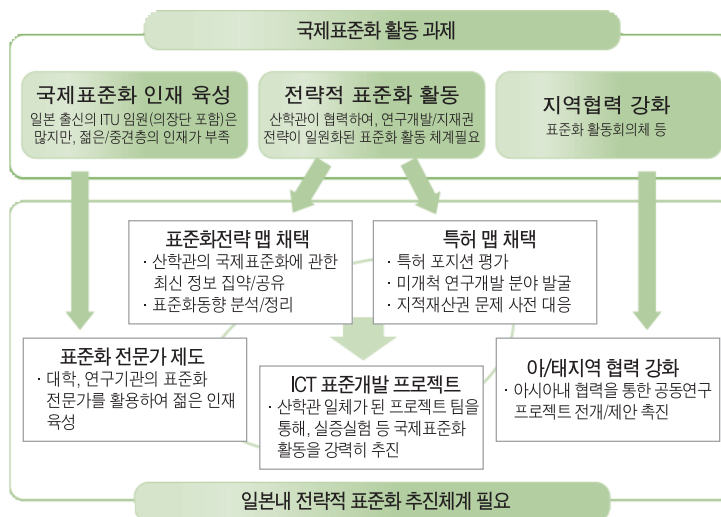 국제표준화 활동 과제
국제표준화 인재 육성
일본 출신의 ITU 임원(의장단 포함)은
많지만, 젊은/중견층의 인재가 부족
전략적 표준화 활동
산학관이 협력하여, 연구개발/지재권
전략이 일원화된 표준화 활동 체계필요
지역협력 강화
표준화 활동회의체 등
표준화전략 맵 채택
· 산학관의 국제표준화에 관한
최신 정보 집약/공유
· 표준화동향 분석/정리
특허 맵 채택
· 특허 포지션 평가
· 미개척 연구개발 분야 발굴
· 지적재산권 문제 사전 대응
표준화 전문가 제도
· 대학, 연구기관의 표준화
전문가를 활용하여 젊은 인재
육성
ICT 표준개발 프로젝트
· 산학관 일체가 된 프로젝트 팀을
통해, 실증실험 등 국제표준화
활동을 강력히 추진
아/태지역 협력 강화
· 아시아내 협력을 통한 공동연구
프로젝트 전개/제안 촉진
일본내 전략적 표준화 추진체계 필요